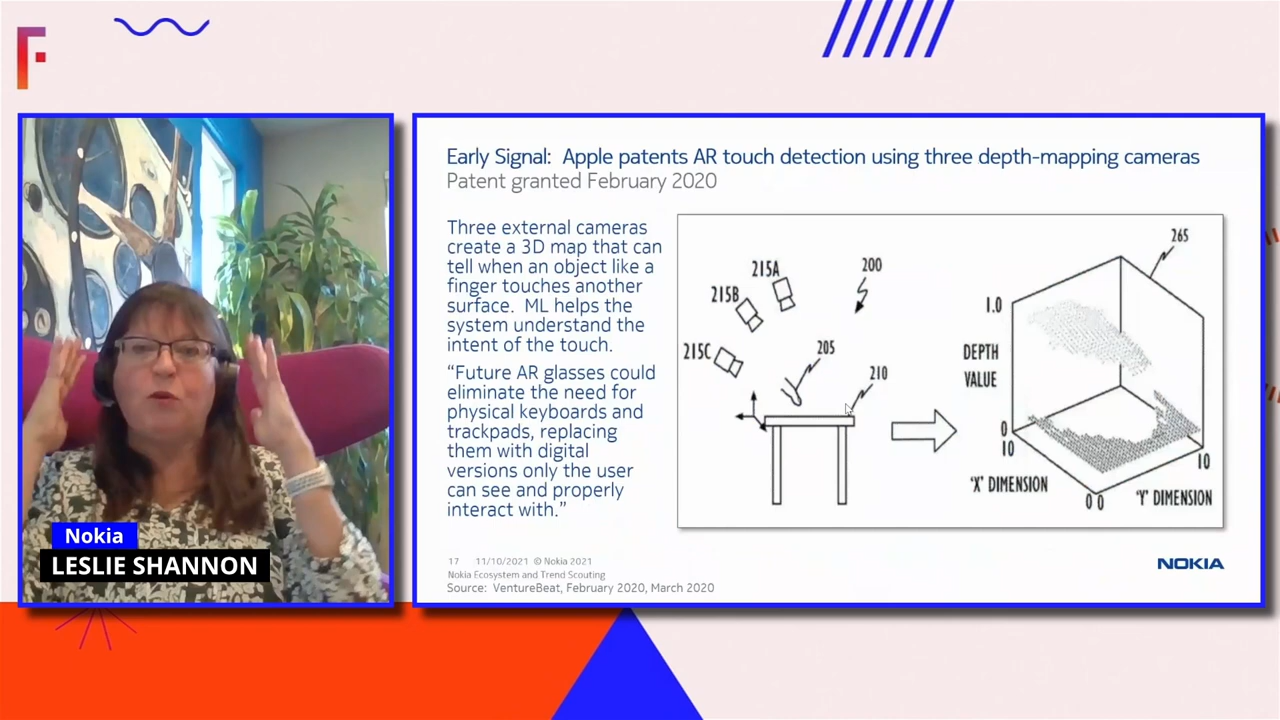 F
Early Signal: Apple patents AR touch detection using three depth-mapping cameras
Patent granted February 2020
Three external cameras
create a 3D map that can
tell when an object like a
finger touches another
surface. ML helps the
system understand the
intent of the touch.
“Future AR glasses could
eliminate the need for
physical keyboards and
trackpads, replacing
them with digital
versions only the user
can see and properly
interact with.”
215A
215B
215C
200
205
210
265
1.0
DEPTH
VALUE
0
10
'X' DIMENSION
0 0
10
'Y' DIMENSION
17 11/10/2021 © Nokia 2021
Nokia Ecosystem and Trend Scouting
Source: VentureBeat, February 2020, March 2020
NOKIA
Nokia
LESLIE SHANNON